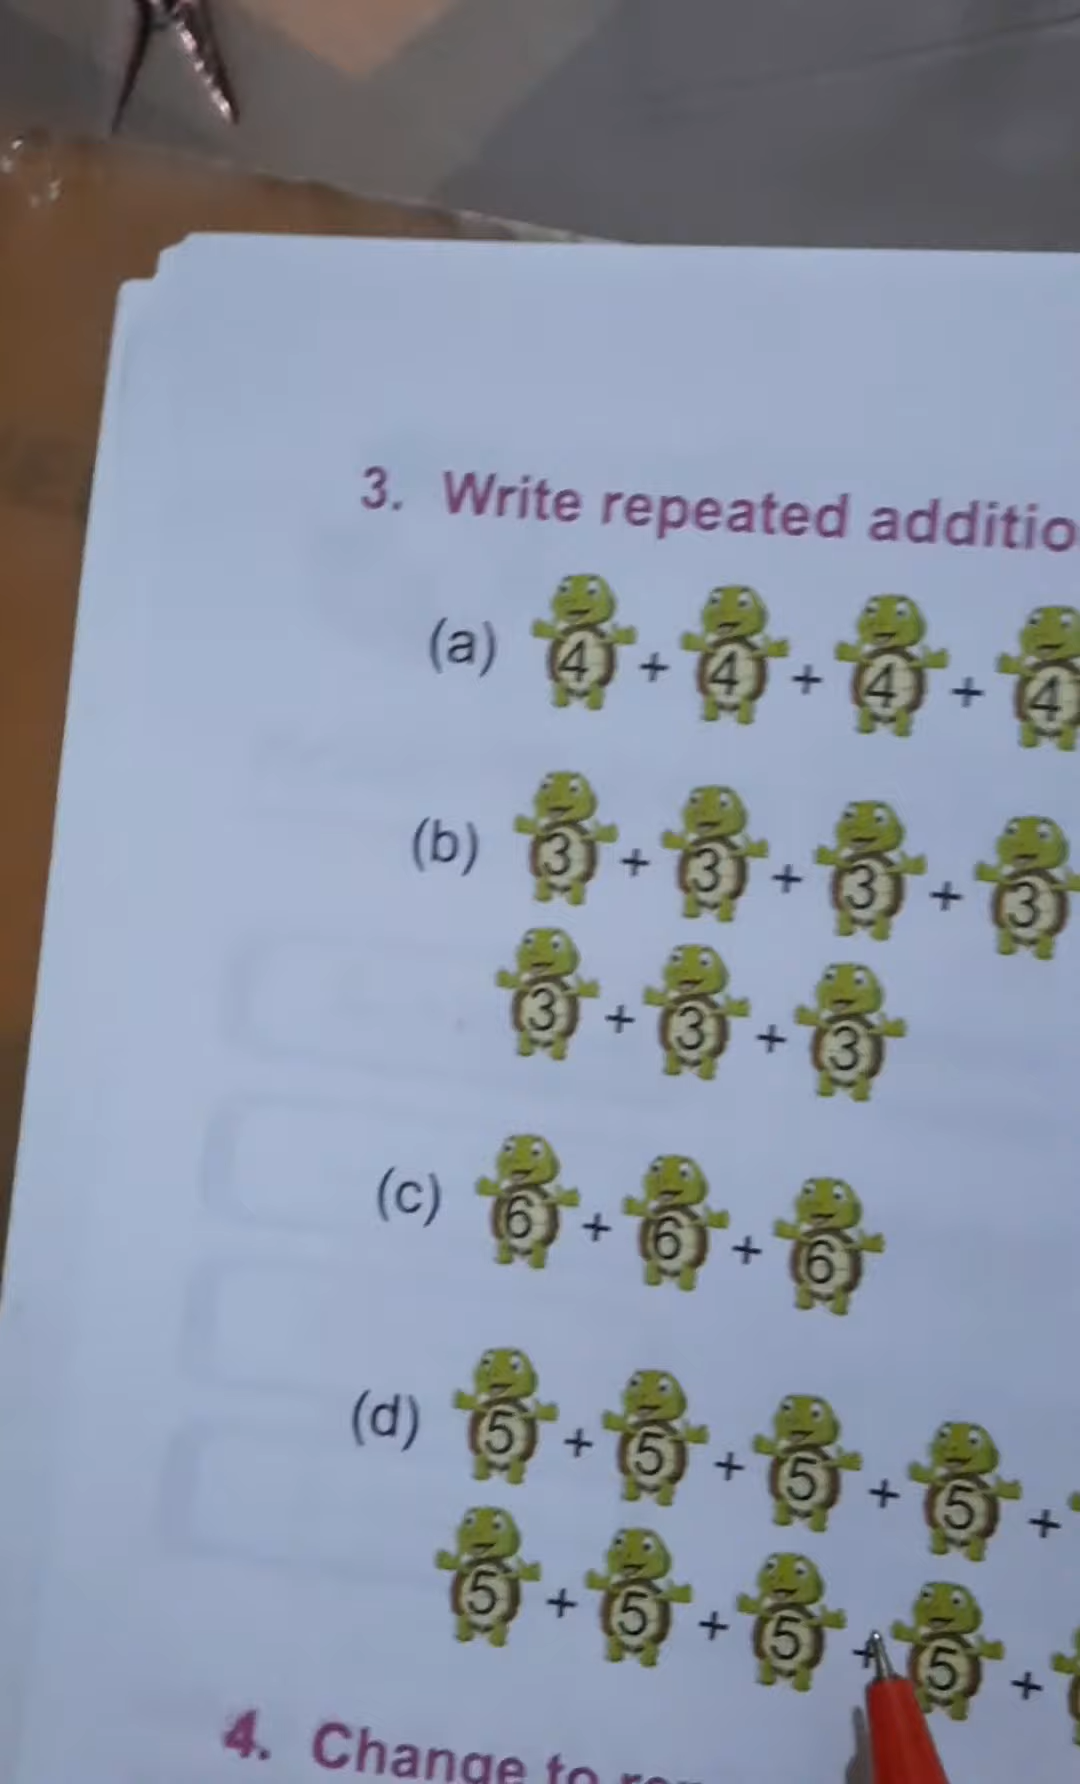 3. Write repeated additio
(a) 4 + 4 + 4 + 4
(b) 3 + 3 + 3 + 3
3 + 3 + 3
(c) 6 + 6 + 6
(d) 5 + 5 + 5 + 5 +
5 + 5 + 5 + 5 +
4. Change to